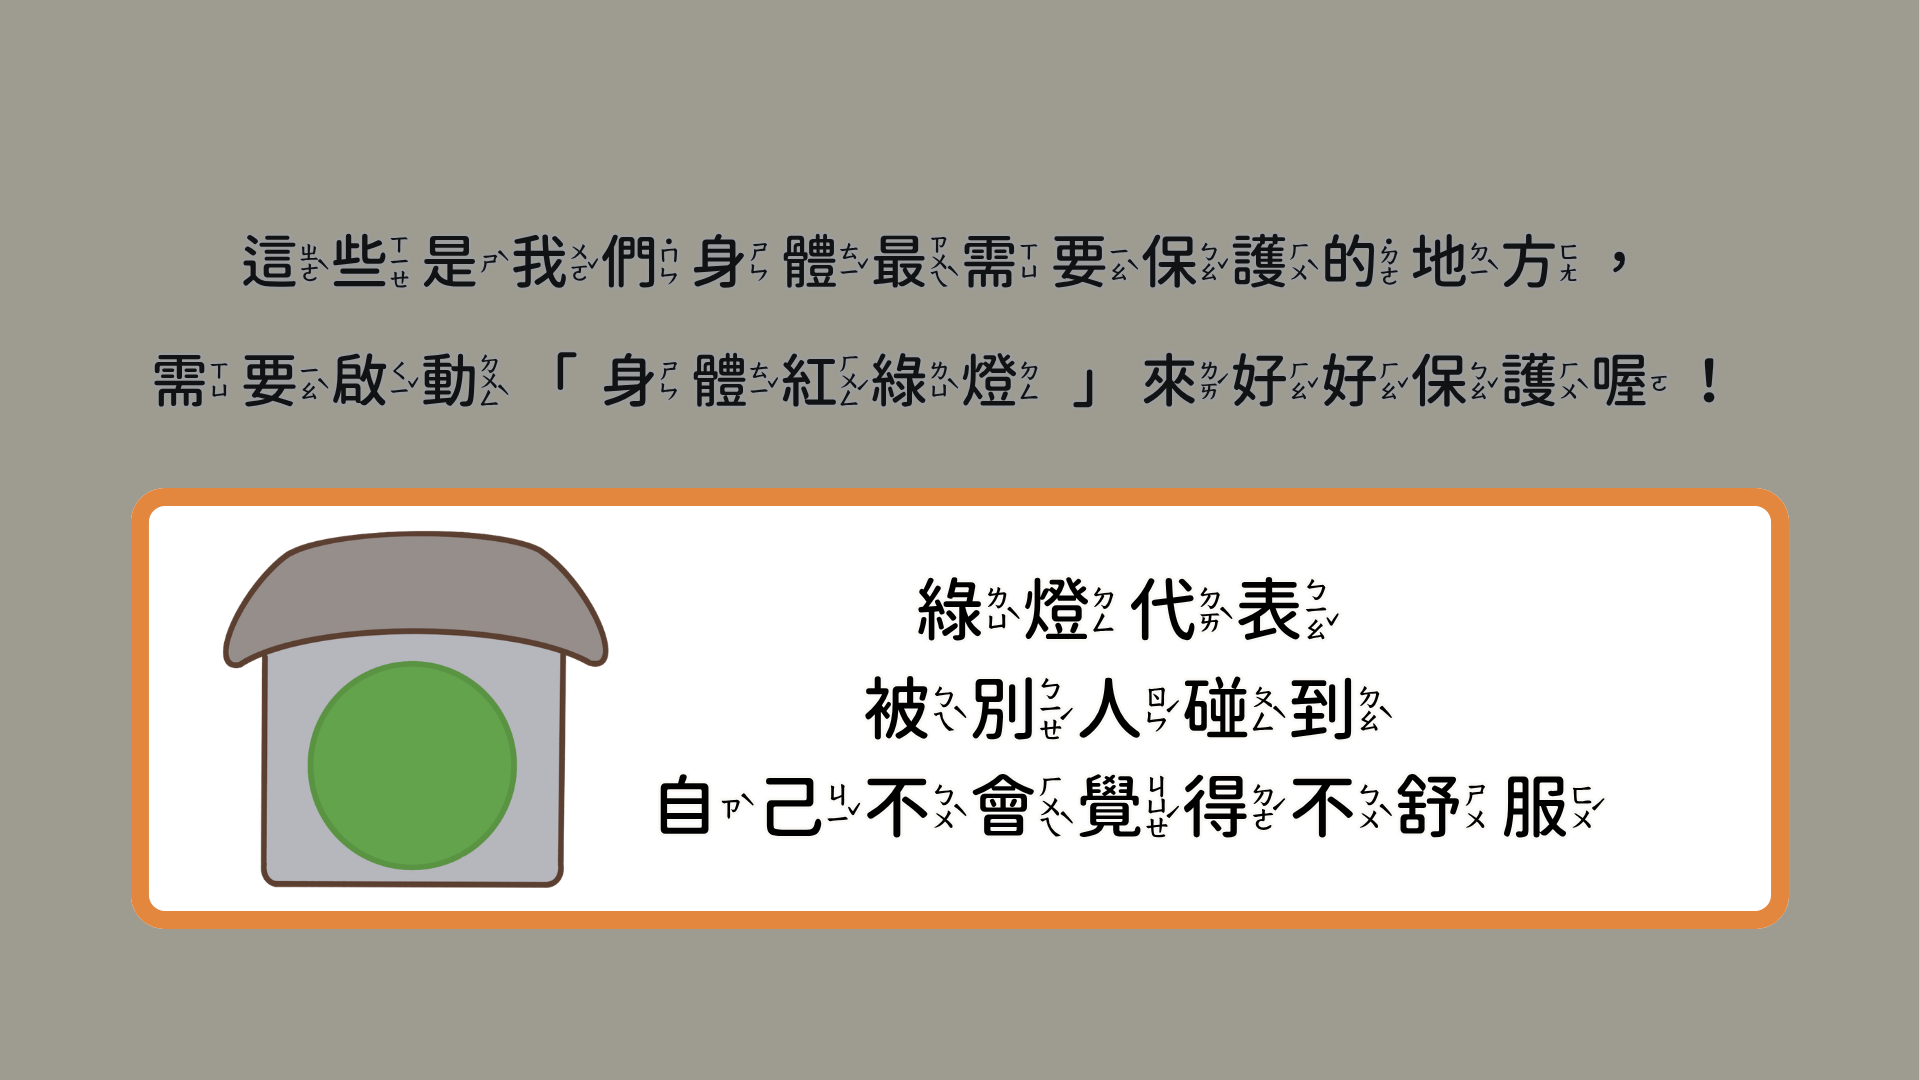 這些是我們身體最需要保護的地方，
需要啟動「身體紅綠燈」來好好保護喔！
綠燈代表
被別人碰到
自己不會覺得不舒服